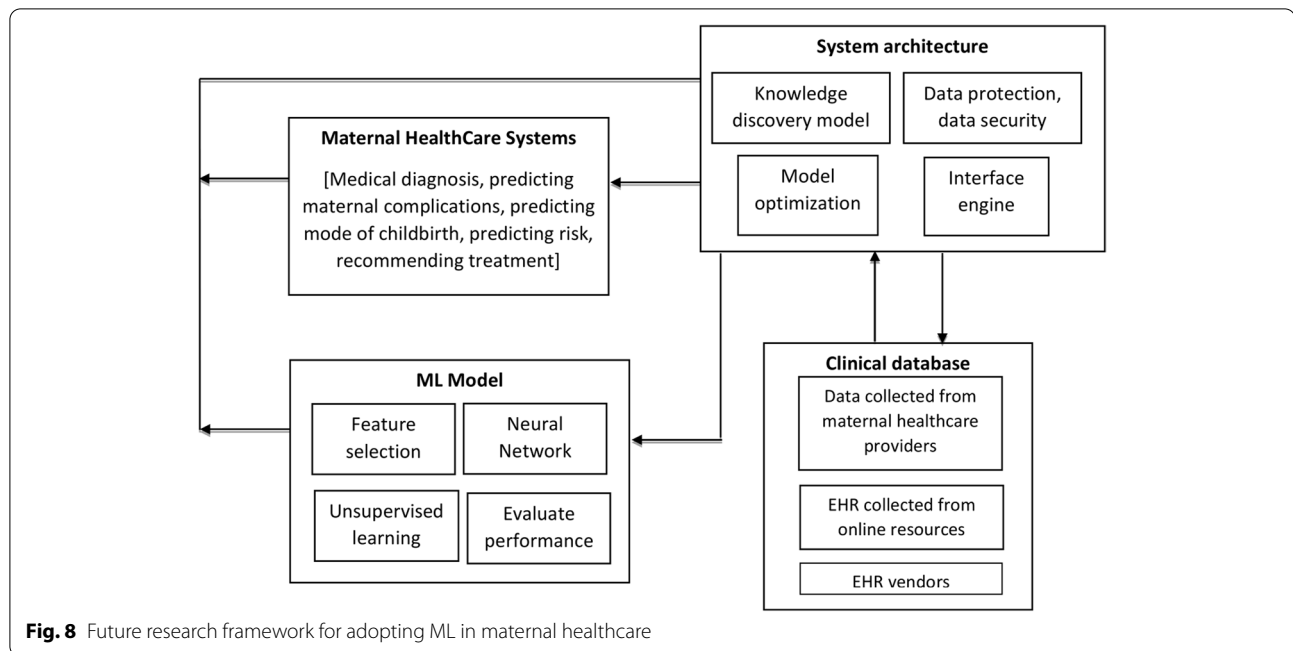 System architecture
Knowledge
discovery model
Data protection,
data security
Model
optimization
Interface
engine
Maternal HealthCare Systems
[Medical diagnosis, predicting
maternal complications, predicting
mode of childbirth, predicting risk,
recommending treatment]
ML Model
Feature
selection
Neural
Network
Unsupervised
learning
Evaluate
performance
Clinical database
Data collected from
maternal healthcare
providers
EHR collected from
online resources
EHR vendors
Fig. 8 Future research framework for adopting ML in maternal healthcare